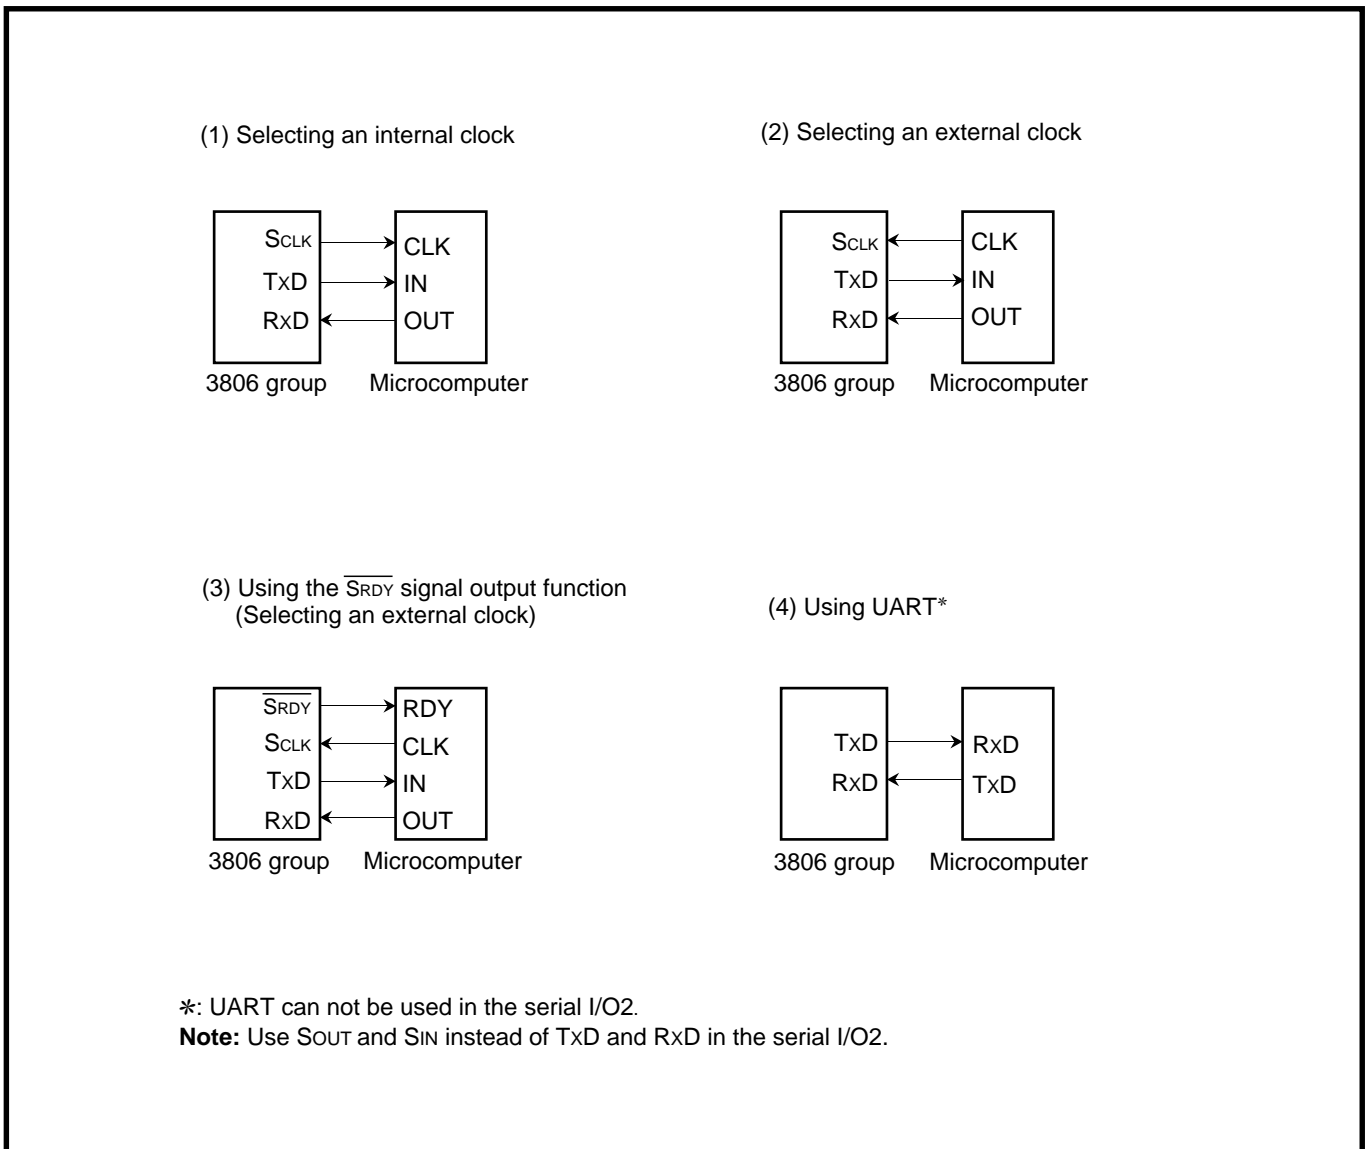 (1) Selecting an internal clock
SCLK CLK
TxD IN
RxD OUT
3806 group Microcomputer
(2) Selecting an external clock
SCLK CLK
TxD IN
RxD OUT
3806 group Microcomputer
(3) Using the S̅R̅D̅Y̅ signal output function
(Selecting an external clock)
S̅R̅D̅Y̅ RDY
SCLK CLK
TxD IN
RxD OUT
3806 group Microcomputer
(4) Using UART*
TxD RxD
RxD TxD
3806 group Microcomputer
*: UART can not be used in the serial I/O2.
Note: Use SOUT and SIN instead of TxD and RxD in the serial I/O2.